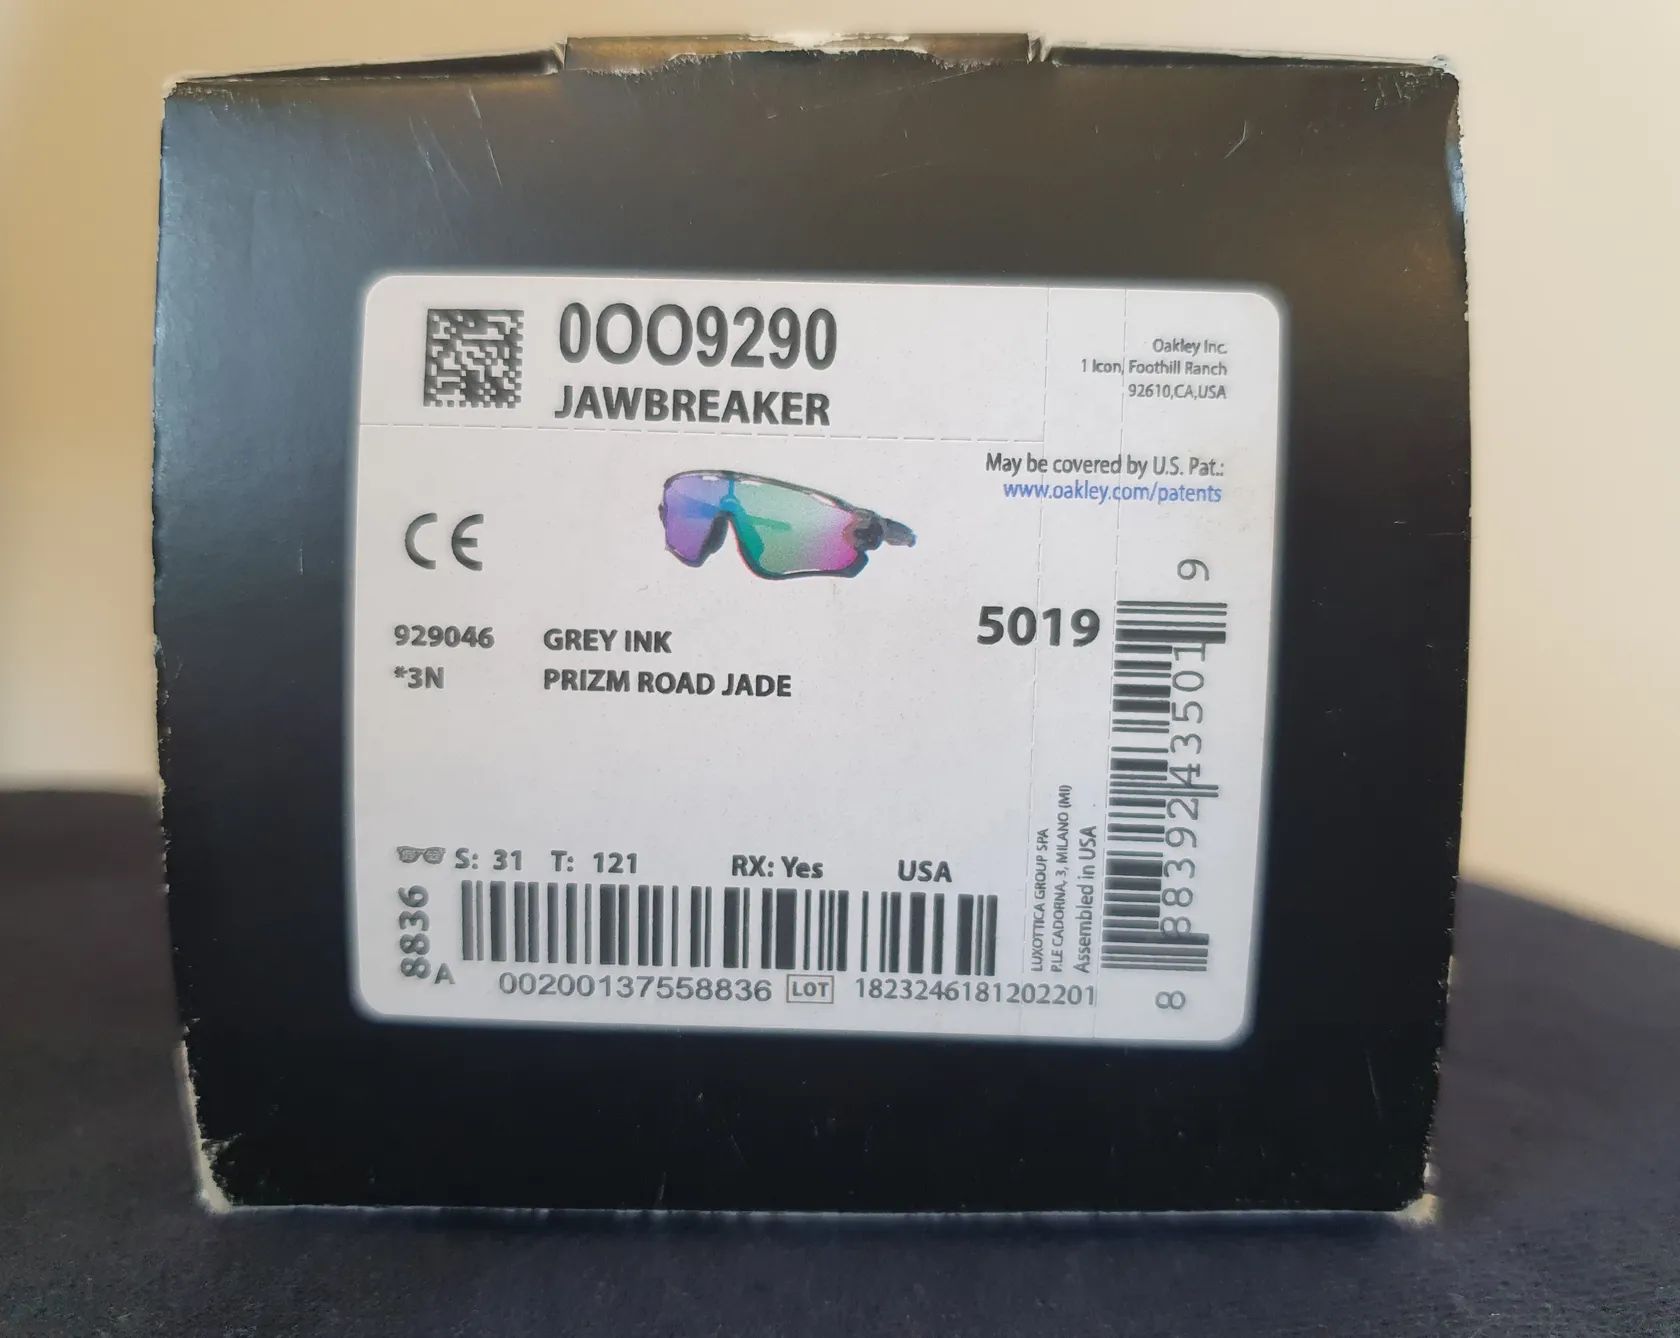 0OO9290
JAWBREAKER
Oakley Inc.
1 Icon, Foothill Ranch
92610,CA,USA
May be covered by U.S. Pat.:
www.oakley.com/patents
CE
929046 GREY INK
*3N PRIZM ROAD JADE
5019
8 883924 35019 9
S: 31 T: 121 RX: Yes USA
8836
A
00200137558836 LOT 1823246181202201
LUXOTTICA GROUP SPA
P.LE CADORNA, 3, MILANO (MI)
Assembled in USA